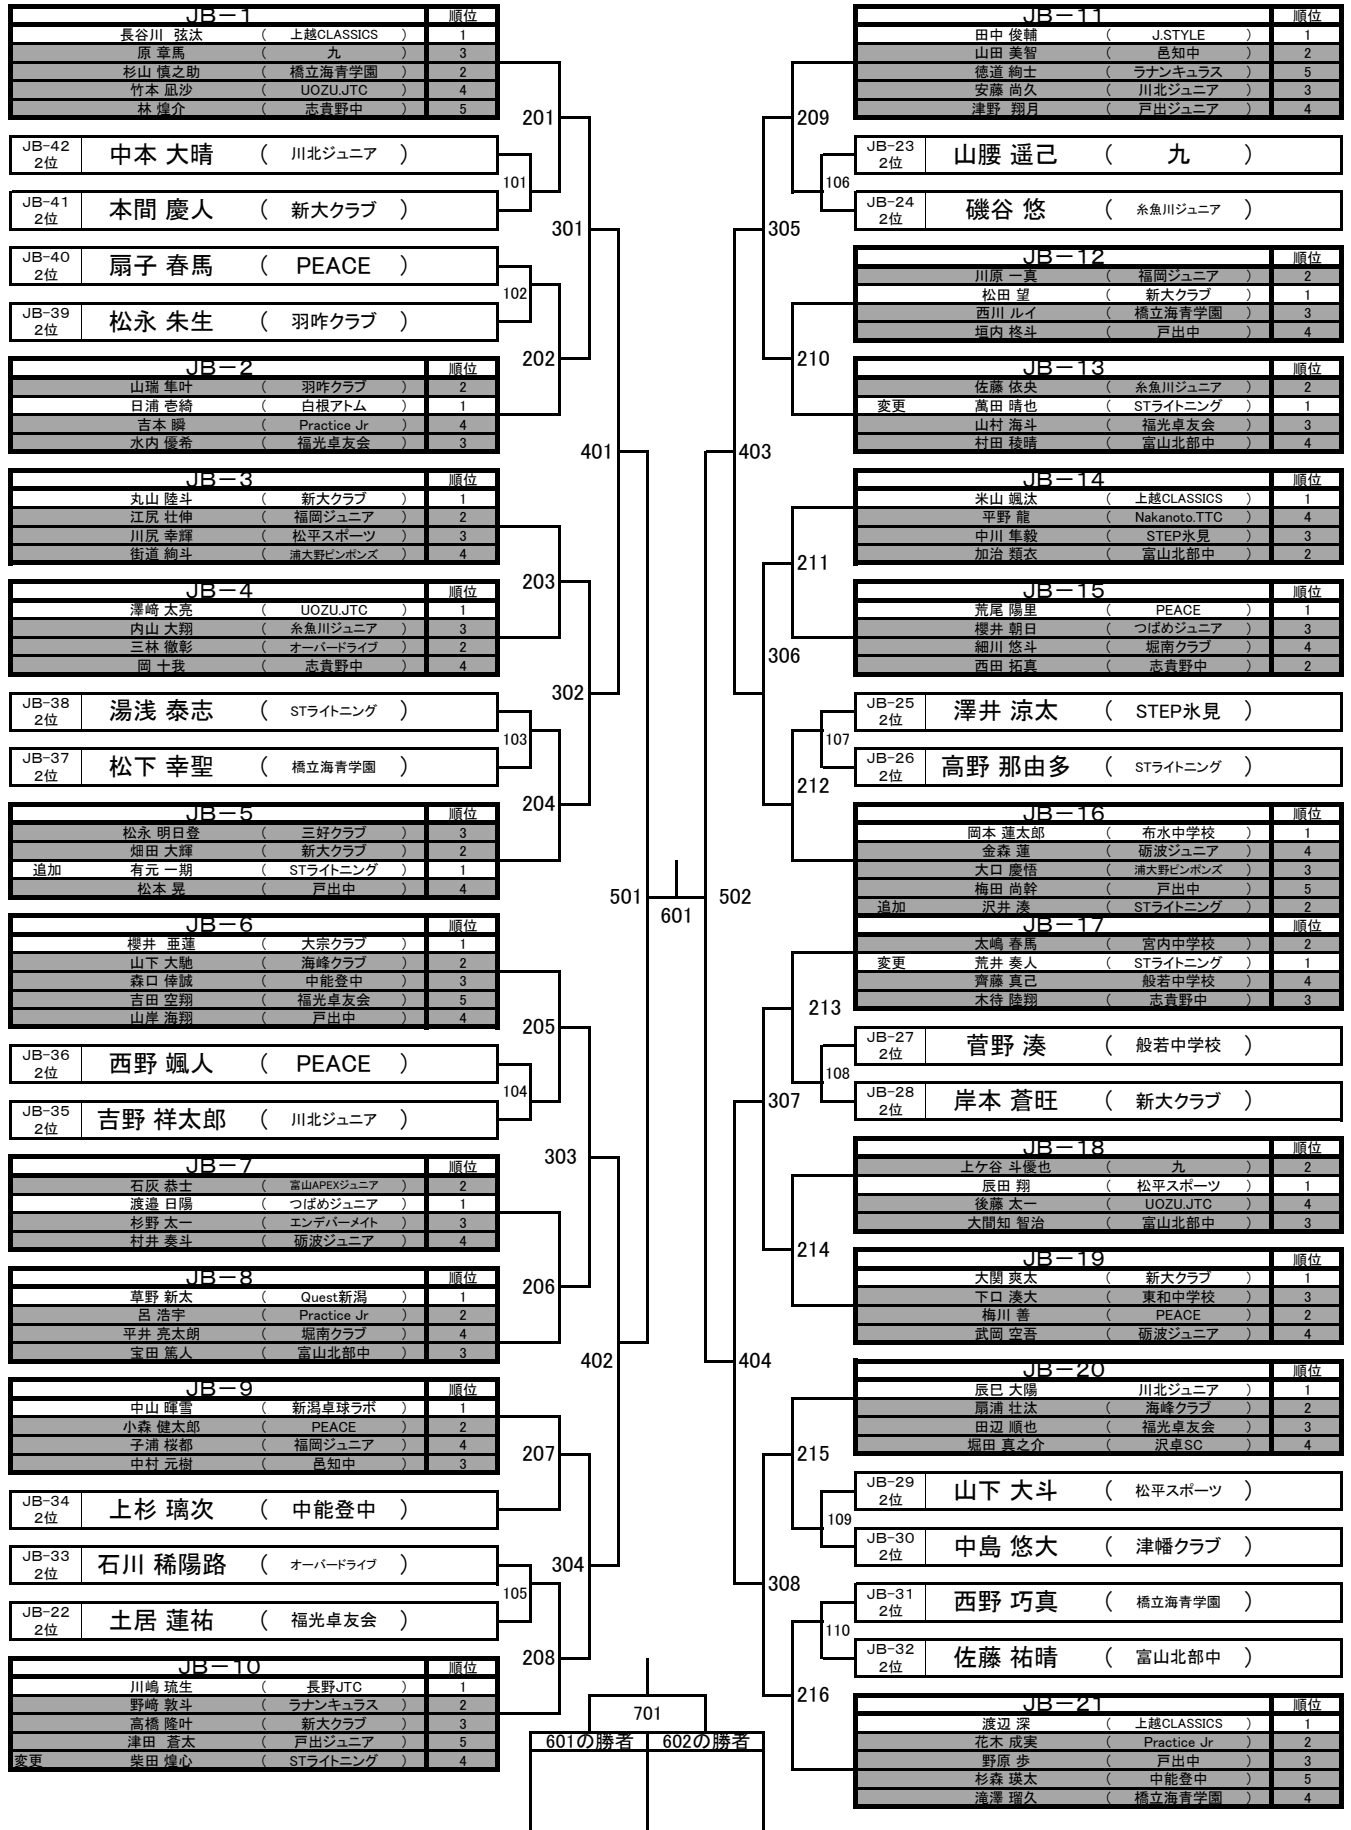 JB－1 順位
長谷川 弦汰 （ 上越CLASSICS ） 1
原 章馬 （ 九 ） 3
杉山 慎之助 （ 橋立海青学園 ） 2
竹本 凪沙 （ UOZU.JTC ） 4
林 煌介 （ 志貴野中 ） 5
201
JB-42 2位 中本 大晴 （ 川北ジュニア ）
101
JB-41 2位 本間 慶人 （ 新大クラブ ）
301
JB-40 2位 扇子 春馬 （ PEACE ）
102
JB-39 2位 松永 朱生 （ 羽咋クラブ ）
202
JB－2 順位
山瑞 隼叶 （ 羽咋クラブ ） 2
日浦 壱綺 （ 白根アトム ） 1
吉本 瞬 （ Practice Jr ） 4
水内 優希 （ 福光卓友会 ） 3
401
JB－3 順位
丸山 陸斗 （ 新大クラブ ） 1
江尻 壮伸 （ 福岡ジュニア ） 2
川尻 幸輝 （ 松平スポーツ ） 3
街道 絢斗 （ 浦大野ピンポンズ ） 4
203
JB－4 順位
澤﨑 太亮 （ UOZU.JTC ） 1
内山 大翔 （ 糸魚川ジュニア ） 3
三林 徹彰 （ オーバードライブ ） 2
岡 十我 （ 志貴野中 ） 4
302
JB-38 2位 湯浅 泰志 （ STライトニング ）
103
JB-37 2位 松下 幸聖 （ 橋立海青学園 ）
204
JB－5 順位
松永 明日登 （ 三好クラブ ） 3
畑田 大輝 （ 新大クラブ ） 2
追加 有元 一期 （ STライトニング ） 1
松本 晃 （ 戸出中 ） 4
501
601
JB－6 順位
櫻井 亜蓮 （ 大宗クラブ ） 1
山下 大馳 （ 海峰クラブ ） 2
森口 倖誠 （ 中能登中 ） 3
吉田 空翔 （ 福光卓友会 ） 5
山岸 海翔 （ 戸出中 ） 4
205
JB-36 2位 西野 颯人 （ PEACE ）
104
JB-35 2位 吉野 祥太郎 （ 川北ジュニア ）
303
JB－7 順位
石灰 恭士 （ 富山APEXジュニア ） 2
渡邉 日陽 （ つばめジュニア ） 1
杉野 太一 （ エンデバーメイト ） 3
村井 奏斗 （ 砺波ジュニア ） 4
206
JB－8 順位
草野 新太 （ Quest新潟 ） 1
呂 浩宇 （ Practice Jr ） 2
平井 亮太朗 （ 堀南クラブ ） 4
宝田 篤人 （ 富山北部中 ） 3
402
JB－9 順位
中山 暉雪 （ 新潟卓球ラボ ） 1
小森 健太郎 （ PEACE ） 2
子浦 桜都 （ 福岡ジュニア ） 4
中村 元樹 （ 邑知中 ） 3
207
JB-34 2位 上杉 璃次 （ 中能登中 ）
304
JB-33 2位 石川 稀陽路 （ オーバードライブ ）
105
JB-22 2位 土居 蓮祐 （ 福光卓友会 ）
208
JB－10 順位
川嶋 琉生 （ 長野JTC ） 1
野﨑 敦斗 （ ラナンキュラス ） 2
高橋 隆叶 （ 新大クラブ ） 3
津田 蒼太 （ 戸出ジュニア ） 5
変更 柴田 煌心 （ STライトニング ） 4
701
601の勝者 602の勝者
JB－11 順位
田中 俊輔 （ J.STYLE ） 1
山田 美智 （ 邑知中 ） 2
徳道 絢士 （ ラナンキュラス ） 5
安藤 尚久 （ 川北ジュニア ） 3
津野 翔月 （ 戸出ジュニア ） 4
209
JB-23 2位 山腰 遥己 （ 九 ）
106
JB-24 2位 磯谷 悠 （ 糸魚川ジュニア ）
305
JB－12 順位
川原 一真 （ 福岡ジュニア ） 2
松田 望 （ 新大クラブ ） 1
西川 ルイ （ 橋立海青学園 ） 3
垣内 柊斗 （ 戸出中 ） 4
210
JB－13 順位
佐藤 依央 （ 糸魚川ジュニア ） 2
変更 萬田 晴也 （ STライトニング ） 1
山村 海斗 （ 福光卓友会 ） 3
村田 稜晴 （ 富山北部中 ） 4
403
JB－14 順位
米山 颯汰 （ 上越CLASSICS ） 1
平野 龍 （ Nakanoto.TTC ） 4
中川 隼毅 （ STEP氷見 ） 3
加治 類衣 （ 富山北部中 ） 2
211
JB－15 順位
荒尾 陽里 （ PEACE ） 1
櫻井 朝日 （ つばめジュニア ） 3
細川 悠斗 （ 堀南クラブ ） 4
西田 拓真 （ 志貴野中 ） 2
306
JB-25 2位 澤井 涼太 （ STEP氷見 ）
107
JB-26 2位 高野 那由多 （ STライトニング ）
212
JB－16 順位
岡本 蓮太郎 （ 布水中学校 ） 1
金森 蓮 （ 砺波ジュニア ） 4
大口 慶悟 （ 浦大野ピンポンズ ） 3
梅田 尚幹 （ 戸出中 ） 5
追加 沢井 湊 （ STライトニング ） 2
502
JB－17 順位
太嶋 春馬 （ 宮内中学校 ） 2
変更 荒井 奏人 （ STライトニング ） 1
齊藤 真己 （ 般若中学校 ） 4
木待 陸翔 （ 志貴野中 ） 3
213
JB-27 2位 菅野 湊 （ 般若中学校 ）
108
JB-28 2位 岸本 蒼旺 （ 新大クラブ ）
307
JB－18 順位
上ケ谷 斗優也 （ 九 ） 2
辰田 翔 （ 松平スポーツ ） 1
後藤 太一 （ UOZU.JTC ） 4
大間知 智治 （ 富山北部中 ） 3
214
JB－19 順位
大関 爽太 （ 新大クラブ ） 1
下口 湊大 （ 東和中学校 ） 3
梅川 善 （ PEACE ） 2
武岡 空吾 （ 砺波ジュニア ） 4
404
JB－20 順位
辰巳 大陽 川北ジュニア ） 1
扇浦 壮汰 （ 海峰クラブ ） 2
田辺 順也 （ 福光卓友会 ） 3
堀田 真之介 （ 沢卓SC ） 4
215
JB-29 2位 山下 大斗 （ 松平スポーツ ）
109
JB-30 2位 中島 悠大 （ 津幡クラブ ）
308
JB-31 2位 西野 巧真 （ 橋立海青学園 ）
110
JB-32 2位 佐藤 祐晴 （ 富山北部中 ）
216
JB－21 順位
渡辺 深 （ 上越CLASSICS ） 1
花木 成実 （ Practice Jr ） 2
野原 歩 （ 戸出中 ） 3
杉森 瑛太 （ 中能登中 ） 5
滝澤 瑠久 （ 橋立海青学園 ） 4